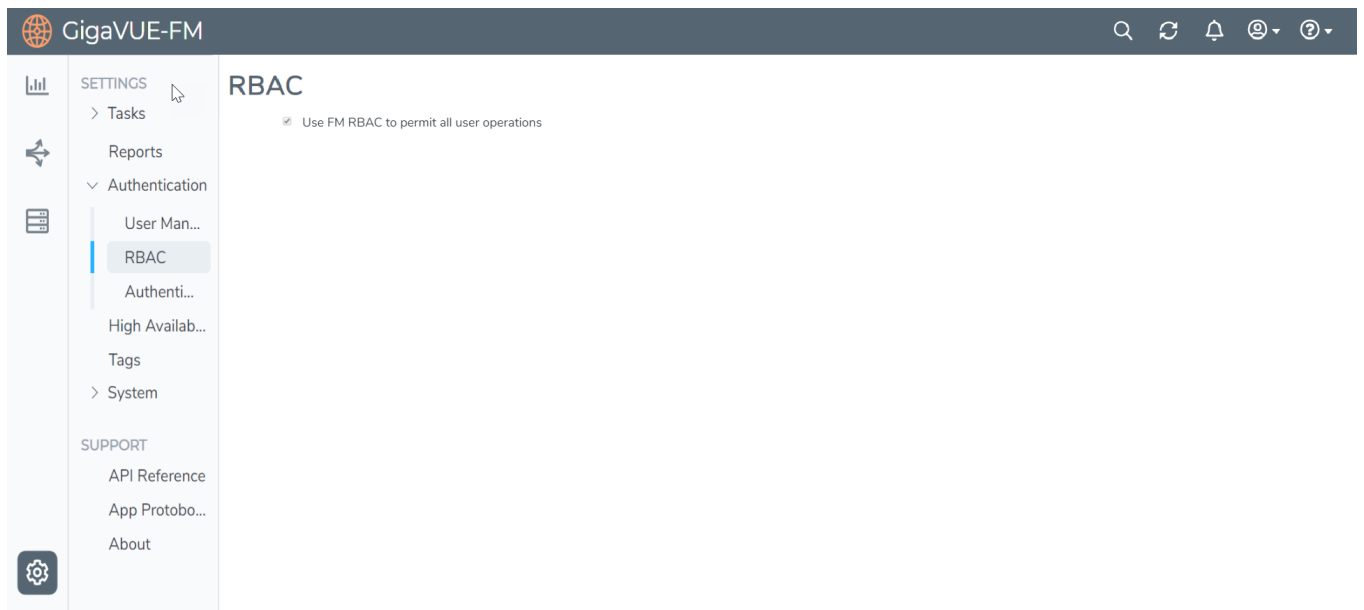 GigaVUE-FM
SETTINGS
Tasks
Reports
Authentication
User Man...
RBAC
Authenti...
High Availab...
Tags
System
SUPPORT
API Reference
App Protobo...
About
RBAC
Use FM RBAC to permit all user operations